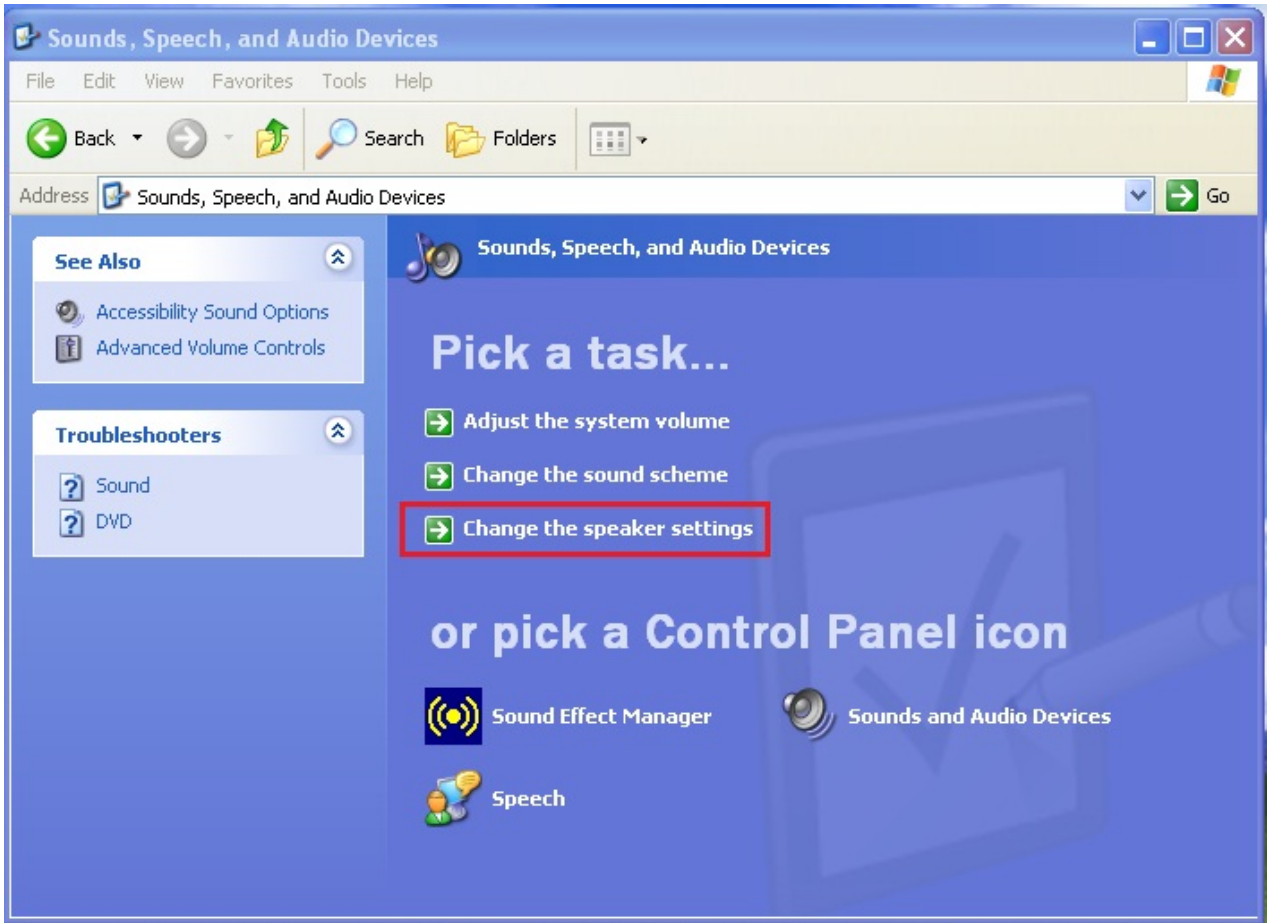 Sounds, Speech, and Audio Devices
File Edit View Favorites Tools Help
Back Search Folders
Address Sounds, Speech, and Audio Devices Go
See Also
Accessibility Sound Options
Advanced Volume Controls
Troubleshooters
Sound
DVD
Sounds, Speech, and Audio Devices
Pick a task...
Adjust the system volume
Change the sound scheme
Change the speaker settings
or pick a Control Panel icon
Sound Effect Manager
Sounds and Audio Devices
Speech